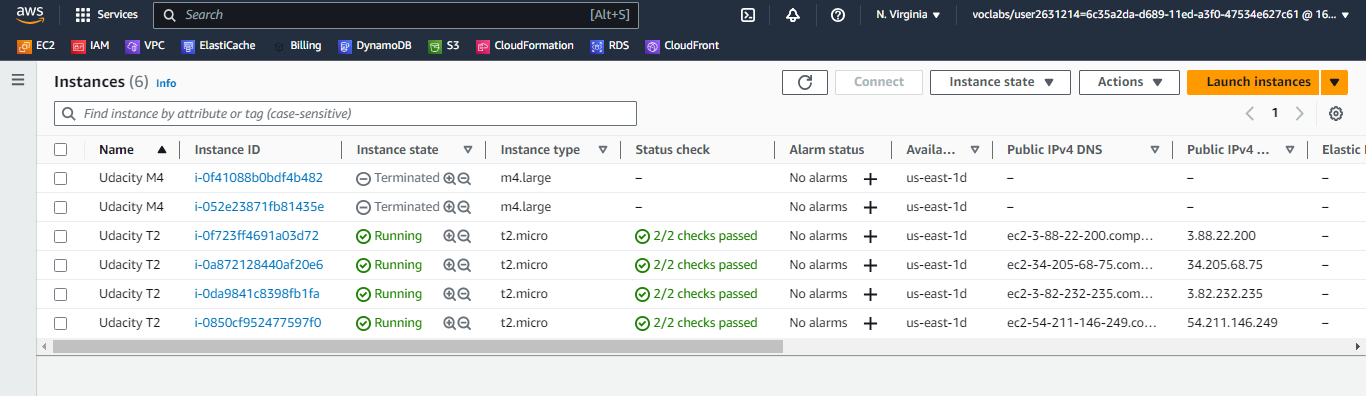 aws Services Search [Alt+S] N. Virginia voclabs/user2631214=6c35a2da-d689-11ed-a3f0-47534e627c61 @ 16...
EC2 IAM VPC ElastiCache Billing DynamoDB S3 CloudFormation RDS CloudFront
Instances (6) Info Connect Instance state Actions Launch instances
Find instance by attribute or tag (case-sensitive) 1
Name Instance ID Instance state Instance type Status check Alarm status Availa... Public IPv4 DNS Public IPv4 ... Elastic
Udacity M4 i-0f41088b0bdf4b482 Terminated m4.large – No alarms + us-east-1d – –
Udacity M4 i-052e23871fb81435e Terminated m4.large – No alarms + us-east-1d – – –
Udacity T2 i-0f723ff4691a03d72 Running t2.micro 2/2 checks passed No alarms + us-east-1d ec2-3-88-22-200.comp... 3.88.22.200 –
Udacity T2 i-0a872128440af20e6 Running t2.micro 2/2 checks passed No alarms + us-east-1d ec2-34-205-68-75.com... 34.205.68.75 –
Udacity T2 i-0da9841c8398fb1fa Running t2.micro 2/2 checks passed No alarms + us-east-1d ec2-3-82-232-235.com... 3.82.232.235 –
Udacity T2 i-0850cf952477597f0 Running t2.micro 2/2 checks passed No alarms + us-east-1d ec2-54-211-146-249.co... 54.211.146.249 –